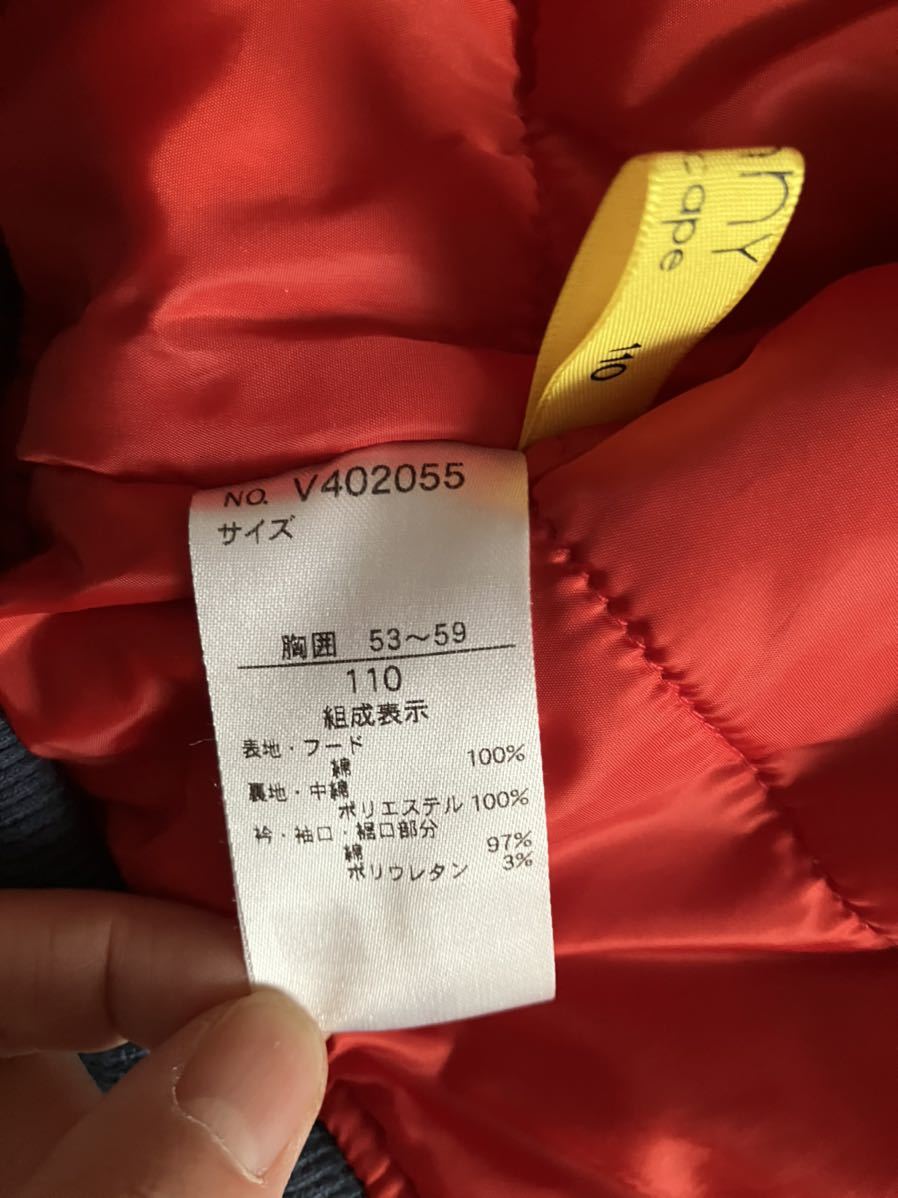 nny
cape
110
NO. V402055
サイズ
胸囲 53～59
110
組成表示
表地・フード
綿 100%
裏地・中綿
ポリエステル 100%
衿・袖口・裾口部分
綿 97%
ポリウレタン 3%